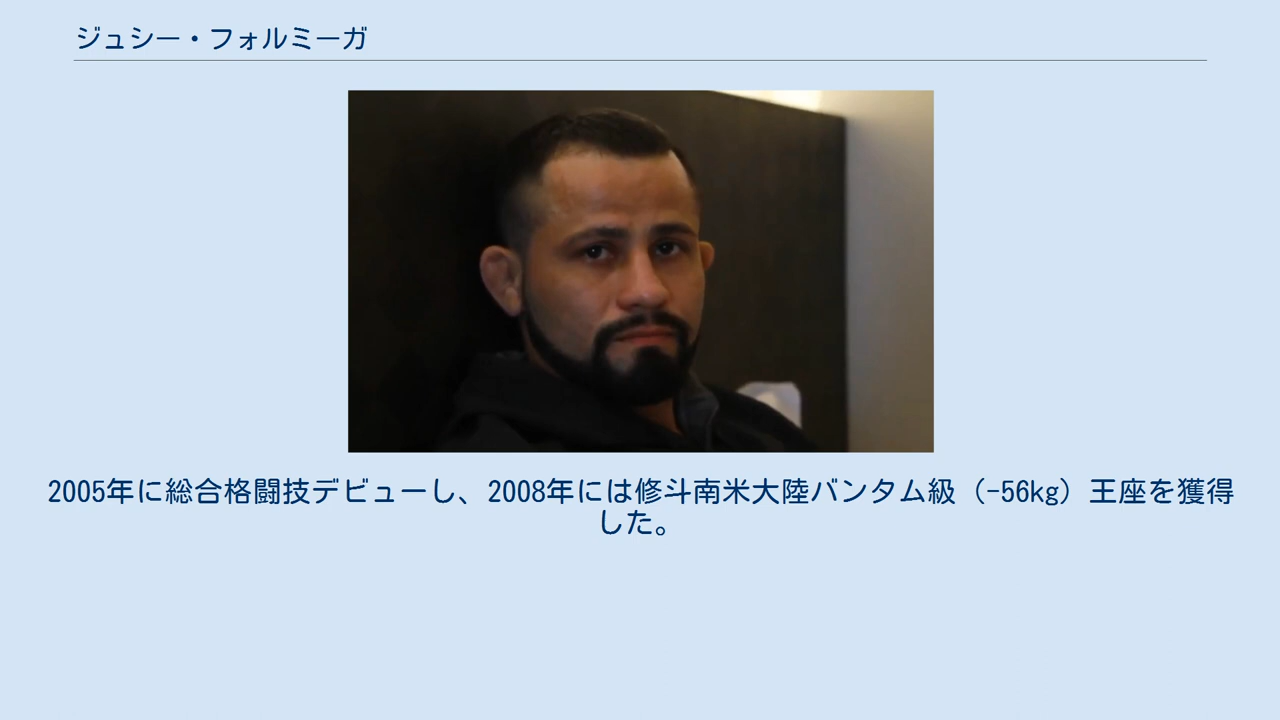 ジュシー・フォルミーガ
2005年に総合格闘技デビューし、2008年には修斗南米大陸バンタム級（-56kg）王座を獲得
した。